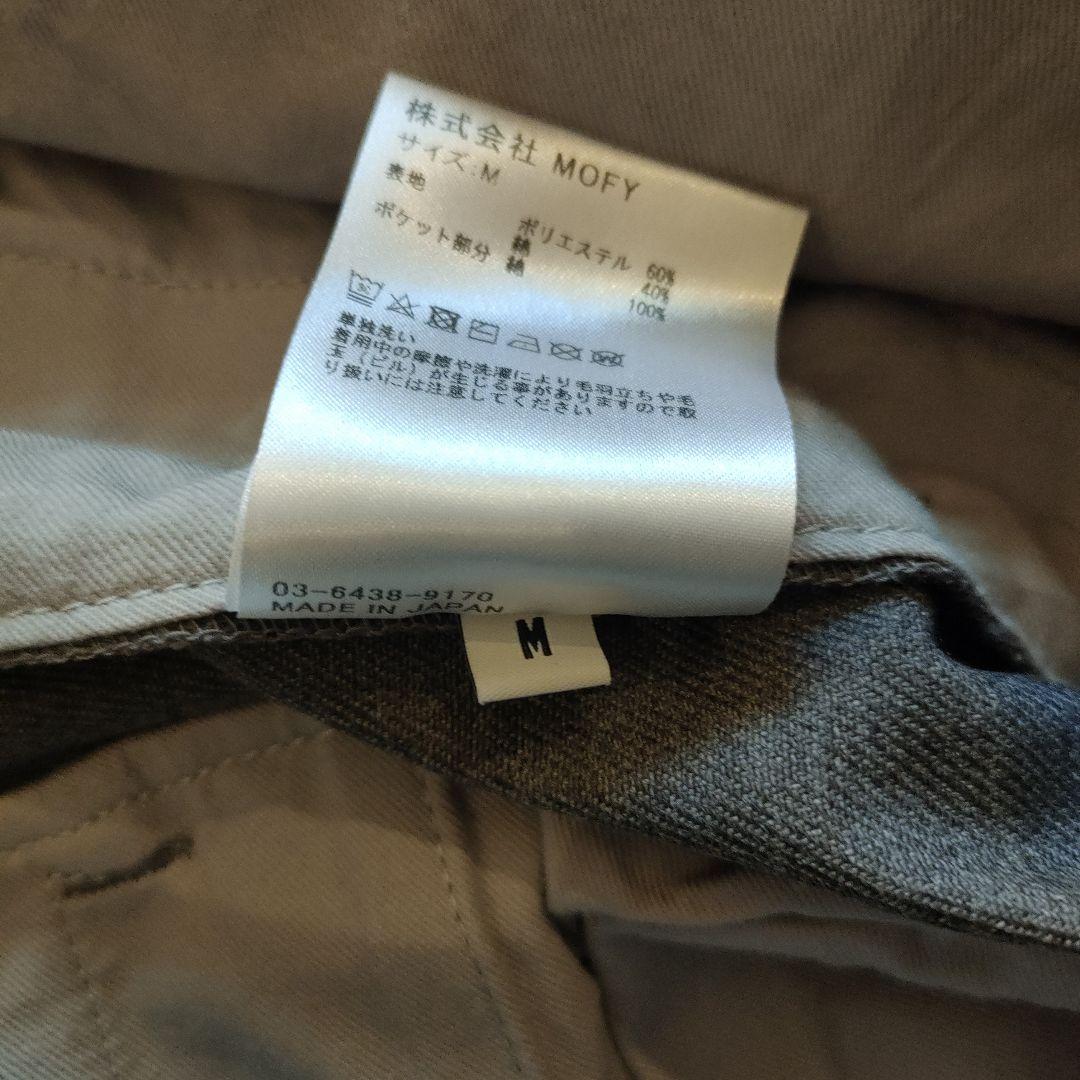 株式会社 MOFY
サイズ:M
表地
ポリエステル 60%
綿 40%
ポケット部分 綿 100%
単独洗い
着用中の摩擦や洗濯により毛羽立ちや毛
玉(ピル)が生じる事がありますので取
り扱いには注意してください
03-6438-9170
MADE IN JAPAN
M